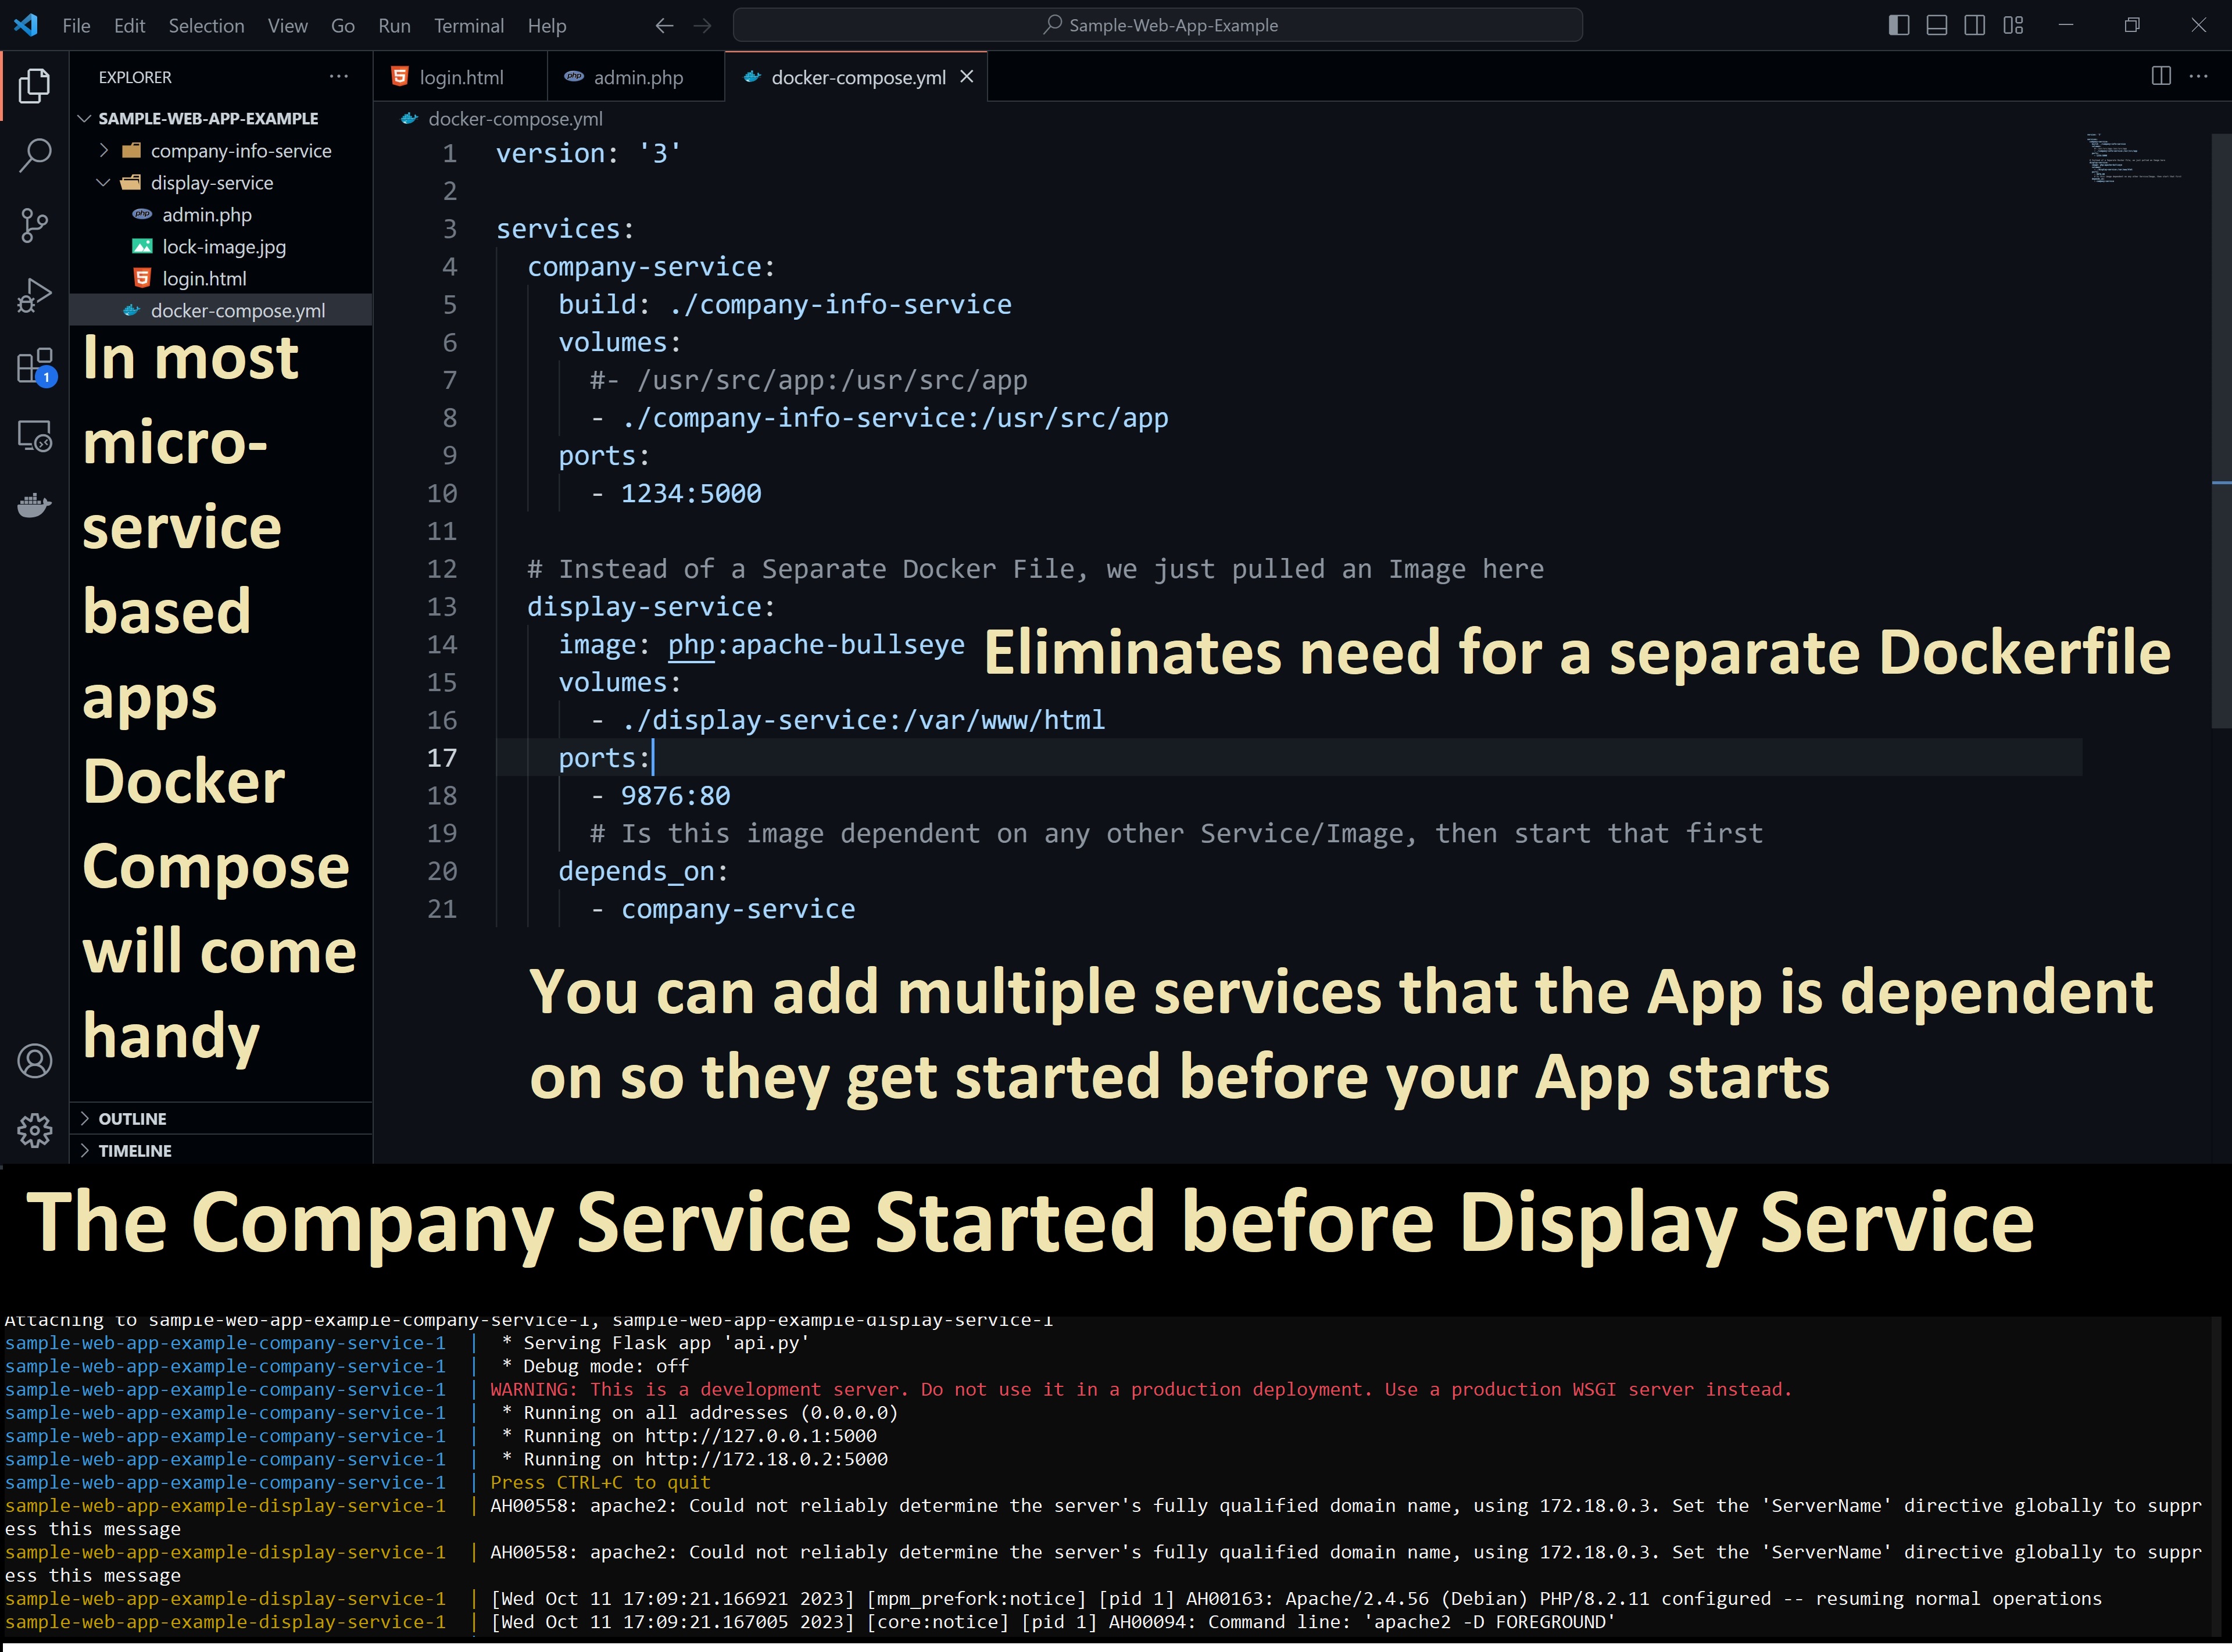 File Edit Selection View Go Run Terminal Help
Sample-Web-App-Example
EXPLORER
SAMPLE-WEB-APP-EXAMPLE
company-info-service
display-service
php admin.php
lock-image.jpg
5 login.html
docker-compose.yml
1
In most
micro-
service
based
apps
Docker
Compose
will come
handy
OUTLINE
TIMELINE
5 login.html php admin.php docker-compose.yml
docker-compose.yml
1 version: '3'
2
3 services:
4 company-service:
5 build: ./company-info-service
6 volumes:
7 #- /usr/src/app:/usr/src/app
8 - ./company-info-service:/usr/src/app
9 ports:
10 - 1234:5000
11
12 # Instead of a Separate Docker File, we just pulled an Image here
13 display-service:
14 image: php:apache-bullseye
Eliminates need for a separate Dockerfile
15 volumes:
16 - ./display-service:/var/www/html
17 ports:
18 - 9876:80
19 # Is this image dependent on any other Service/Image, then start that first
20 depends_on:
21 - company-service
You can add multiple services that the App is dependent
on so they get started before your App starts
The Company Service Started before Display Service
Attaching to sample-web-app-example-company-service-1, sample-web-app-example-display-service-1
sample-web-app-example-company-service-1 | * Serving Flask app 'api.py'
sample-web-app-example-company-service-1 | * Debug mode: off
sample-web-app-example-company-service-1 | WARNING: This is a development server. Do not use it in a production deployment. Use a production WSGI server instead.
sample-web-app-example-company-service-1 | * Running on all addresses (0.0.0.0)
sample-web-app-example-company-service-1 | * Running on http://127.0.0.1:5000
sample-web-app-example-company-service-1 | * Running on http://172.18.0.2:5000
sample-web-app-example-company-service-1 | Press CTRL+C to quit
sample-web-app-example-display-service-1 | AH00558: apache2: Could not reliably determine the server's fully qualified domain name, using 172.18.0.3. Set the 'ServerName' directive globally to suppr
ess this message
sample-web-app-example-display-service-1 | AH00558: apache2: Could not reliably determine the server's fully qualified domain name, using 172.18.0.3. Set the 'ServerName' directive globally to suppr
ess this message
sample-web-app-example-display-service-1 | [Wed Oct 11 17:09:21.166921 2023] [mpm_prefork:notice] [pid 1] AH00163: Apache/2.4.56 (Debian) PHP/8.2.11 configured -- resuming normal operations
sample-web-app-example-display-service-1 | [Wed Oct 11 17:09:21.167005 2023] [core:notice] [pid 1] AH00094: Command line: 'apache2 -D FOREGROUND'